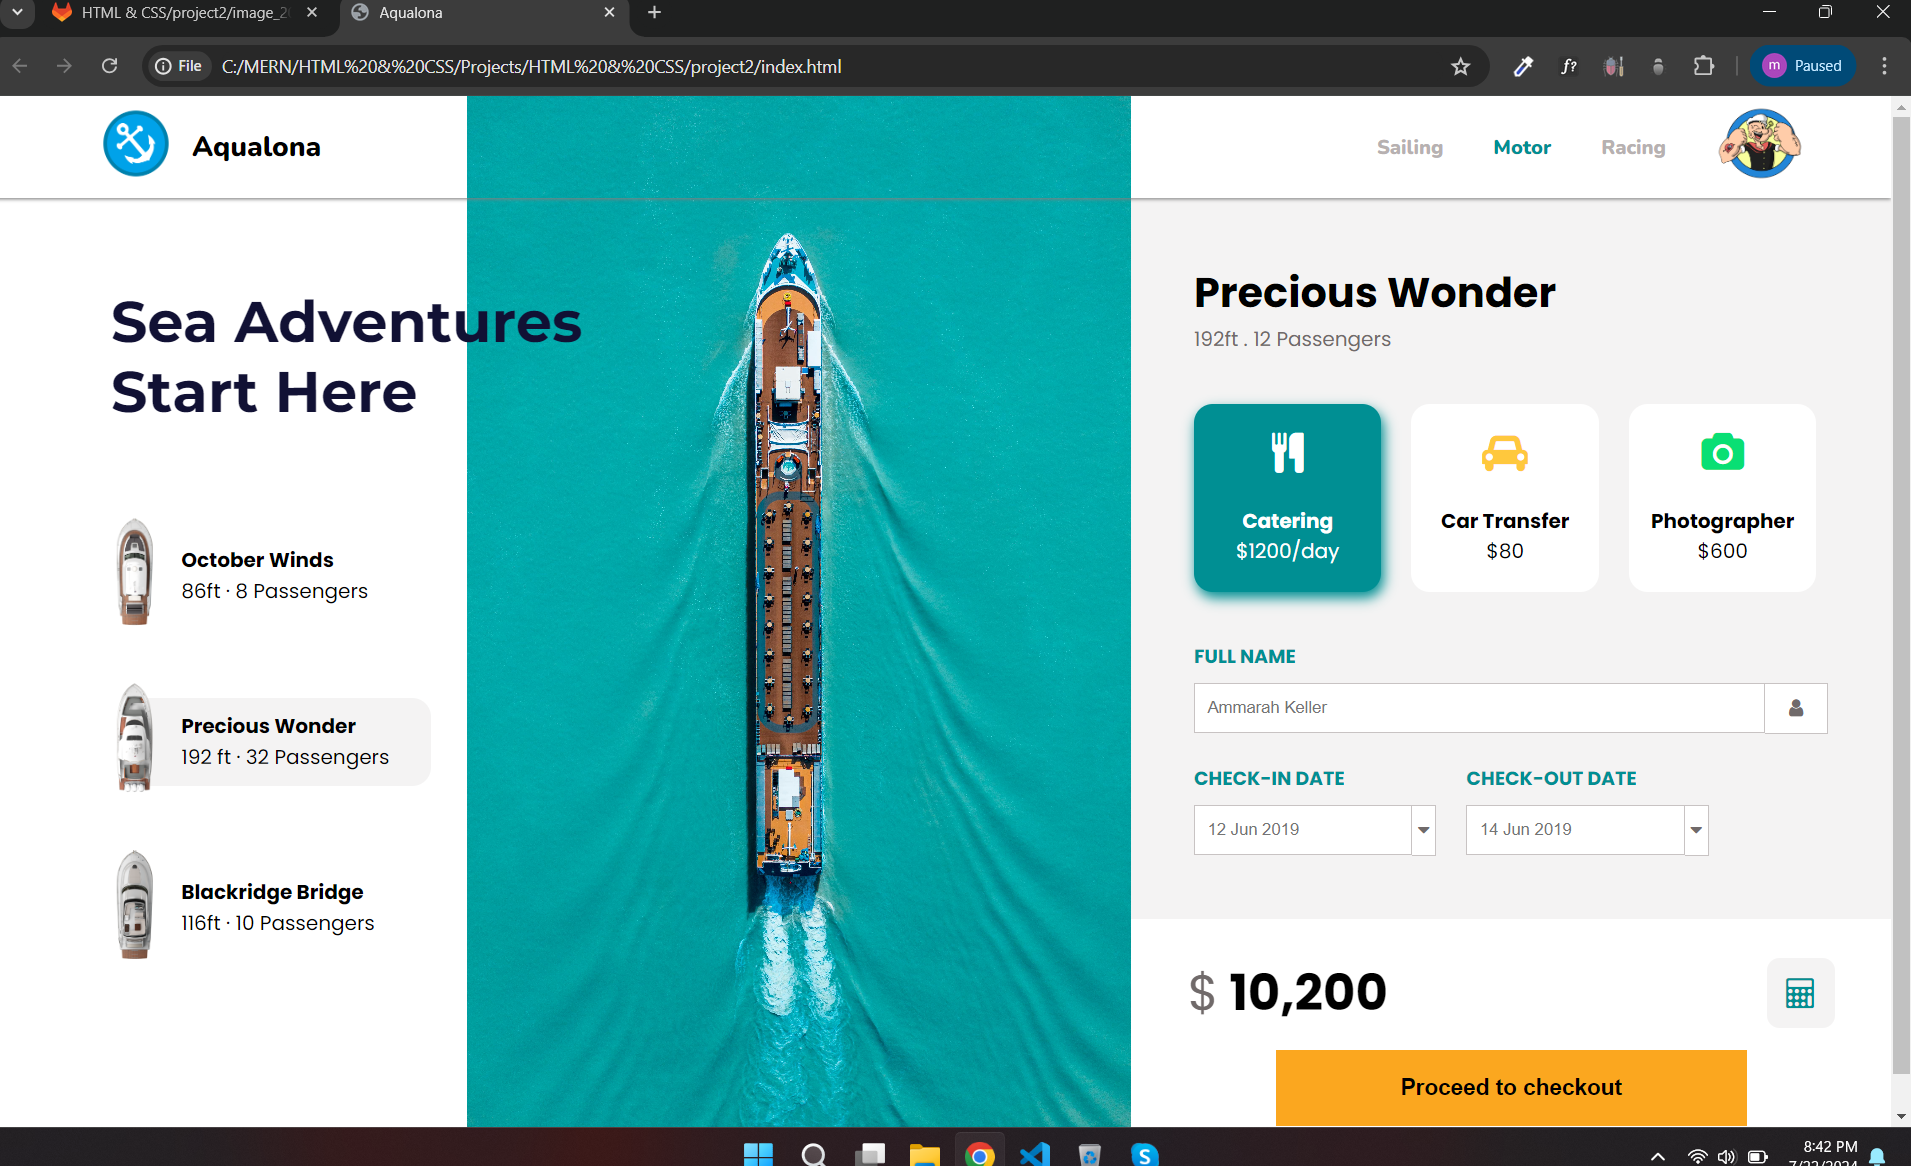 HTML & CSS/project2/image_2
Aqualona
File
C:/MERN/HTML%20&%20CSS/Projects/HTML%20&%20CSS/project2/index.html
f?
m
Paused
Aqualona
Sailing
Motor
Racing
Sea Adventures
Start Here
October Winds
86ft · 8 Passengers
Precious Wonder
192 ft · 32 Passengers
Blackridge Bridge
116ft · 10 Passengers
Precious Wonder
192ft . 12 Passengers
Catering
$1200/day
Car Transfer
$80
Photographer
$600
FULL NAME
Ammarah Keller
CHECK-IN DATE
CHECK-OUT DATE
12 Jun 2019
14 Jun 2019
$ 10,200
Proceed to checkout
8:42 PM